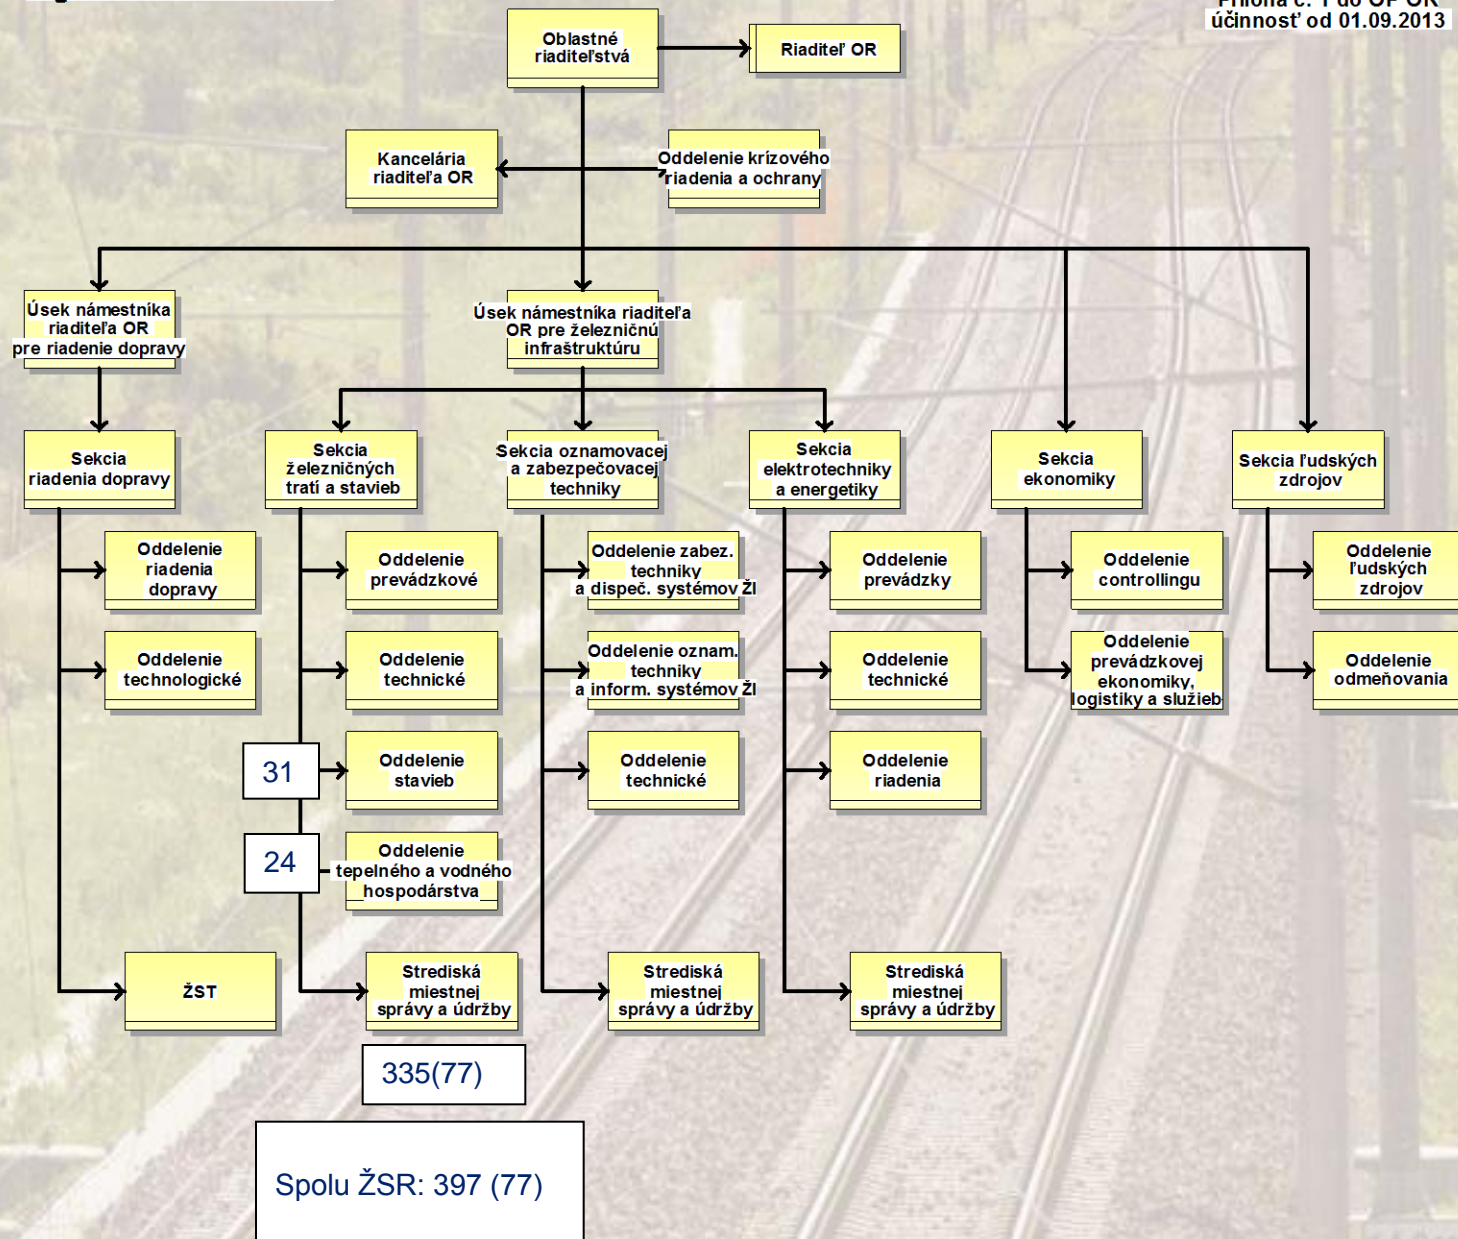 Príloha č. 1 do OP OR
účinnosť od 01.09.2013
Oblastné
riaditeľstvá
Riaditeľ OR
Kancelária
riaditeľa OR
Oddelenie krízového
riadenia a ochrany
Úsek námestníka
riaditeľa OR
pre riadenie dopravy
Úsek námestníka riaditeľa
OR pre železničnú
infraštruktúru
Sekcia
riadenia dopravy
Sekcia
železničných
tratí a stavieb
Sekcia oznamovacej
a zabezpečovacej
techniky
Sekcia
elektrotechniky
a energetiky
Sekcia
ekonomiky
Sekcia ľudských
zdrojov
Oddelenie
riadenia
dopravy
Oddelenie
prevádzkové
Oddelenie zabez.
techniky
a dispeč. systémov ŽI
Oddelenie
prevádzky
Oddelenie
controllingu
Oddelenie
ľudských
zdrojov
Oddelenie
technologické
Oddelenie
technické
Oddelenie oznam.
techniky
a inform. systémov ŽI
Oddelenie
technické
Oddelenie
prevádzkovej
ekonomiky,
logistiky a služieb
Oddelenie
odmeňovania
31
Oddelenie
stavieb
Oddelenie
technické
Oddelenie
riadenia
24
Oddelenie
tepelného a vodného
hospodárstva
ŽST
Strediská
miestnej
správy a údržby
Strediská
miestnej
správy a údržby
Strediská
miestnej
správy a údržby
335(77)
Spolu ŽSR: 397 (77)